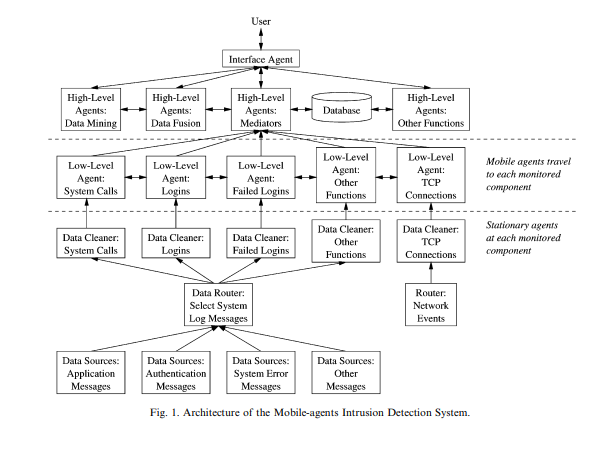 User
Interface Agent
High-Level
Agents:
Data Mining
High-Level
Agents:
Data Fusion
High-Level
Agents:
Mediators
Database
High-Level
Agents:
Other Functions
Low-Level
Agent:
System Calls
Low-Level
Agent:
Logins
Low-Level
Agent:
Failed Logins
Low-Level
Agent:
Other
Functions
Low-Level
Agent:
TCP
Connections
Mobile agents travel
to each monitored
component
Data Cleaner:
System Calls
Data Cleaner:
Logins
Data Cleaner:
Failed Logins
Data Cleaner:
Other
Functions
Data Cleaner:
TCP
Connections
Stationary agents
at each monitored
component
Data Router:
Select System
Log Messages
Router:
Network
Events
Data Sources:
Application
Messages
Data Sources:
Authentication
Messages
Data Sources:
System Error
Messages
Data Sources:
Other
Messages
Fig. 1. Architecture of the Mobile-agents Intrusion Detection System.